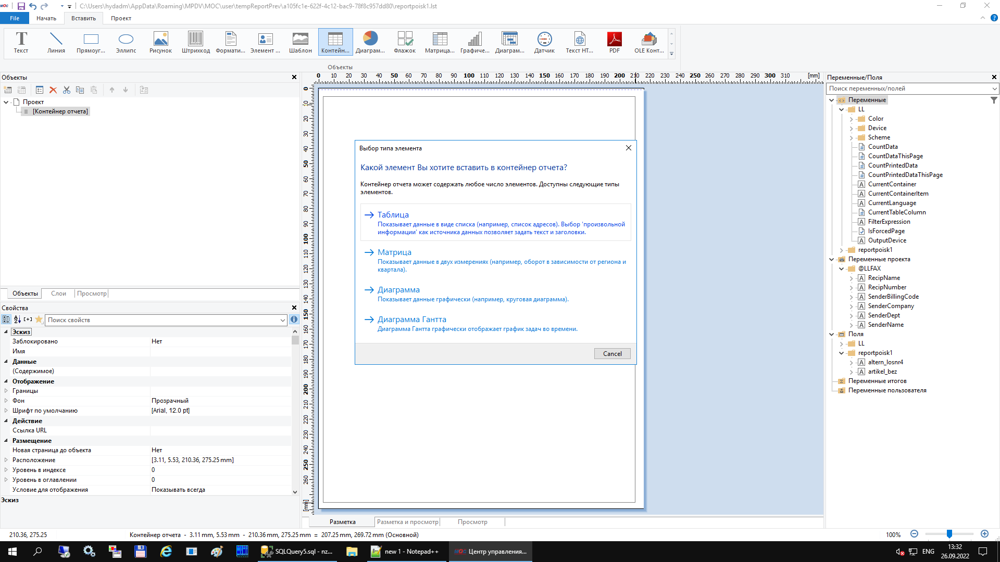 МОС
C:\Users\hydadm\AppData\Roaming\MPDV\MOC\user\tempReportPrev\a105fc1e-622f-4c12-bac9-78f8c957dd80\reportpoisk1.lst
File Начать Вставить Проект
Текст Линия Прямоуг... Эллипс Рисунок Штрихкод Формати... Элемент ... Шаблон Контейн... Диаграм... Флажок Матрица... Графиче... Диаграм... Датчик Текст HT... PDF OLE Конт...
Объекты
Объекты
Проект
[Контейнер отчета]
Объекты Слои Просмотр
Свойства
Поиск свойств
Эскиз
Заблокировано Нет
Имя
Данные
(Содержимое)
Отображение
Границы
Фон Прозрачный
Шрифт по умолчанию [Arial, 12.0 pt]
Действие
Ссылка URL
Размещение
Новая страница до объекта Нет
Расположение [3.11, 5.53, 210.36, 275.25 mm]
Уровень в индексе 0
Уровень в оглавлении 0
Условие для отображения Показывать всегда
Эскиз
0 10 20 30 40 50 60 70 80 90 100 110 120 130 140 150 160 170 180 190 200 210 220 230 240 250 260 270 280 290 300 310 [mm]
0 10 20 30 40 50 60 70 80 90 100 110 120 130 140 150 160 170 180 190 200 210 220 230 240 250 260 [mm]
Выбор типа элемента
Какой элемент Вы хотите вставить в контейнер отчета?
Контейнер отчета может содержать любое число элементов. Доступны следующие типы
элементов.
Таблица
Показывает данные в виде списка (например, список адресов). Выбор 'произвольной
информации' как источника данных позволяет задать текст и заголовки.
Матрица
Показывает данные в двух измерениях (например, оборот в зависимости от региона и
квартала).
Диаграмма
Показывает данные графически (например, круговая диаграмма).
Диаграмма Гантта
Диаграмма Гантта графически отображает график задач во времени.
Cancel
Разметка Разметка и просмотр Просмотр
Переменные/Поля
Поиск переменных/полей
Переменные
LL
Color
Device
Scheme
CountData
CountDataThisPage
CountPrintedData
CountPrintedDataThisPage
CurrentContainer
CurrentContainerItem
CurrentLanguage
CurrentTableColumn
FilterExpression
IsForcedPage
OutputDevice
reportpoisk1
Переменные проекта
@LLFAX
RecipName
RecipNumber
SenderBillingCode
SenderCompany
SenderDept
SenderName
Поля
LL
reportpoisk1
altern_losnr4
artikel_bez
Переменные итогов
Переменные пользователя
210.36, 275.25 Контейнер отчета - 3.11 mm, 5.53 mm - 210.36 mm, 275.25 mm = 207.25 mm, 269.72 mm (Основной) 100%
SQLQuery5.sql - nz... new 1 - Notepad++ МОС Центр управления... ENG 13:32
26.09.2022